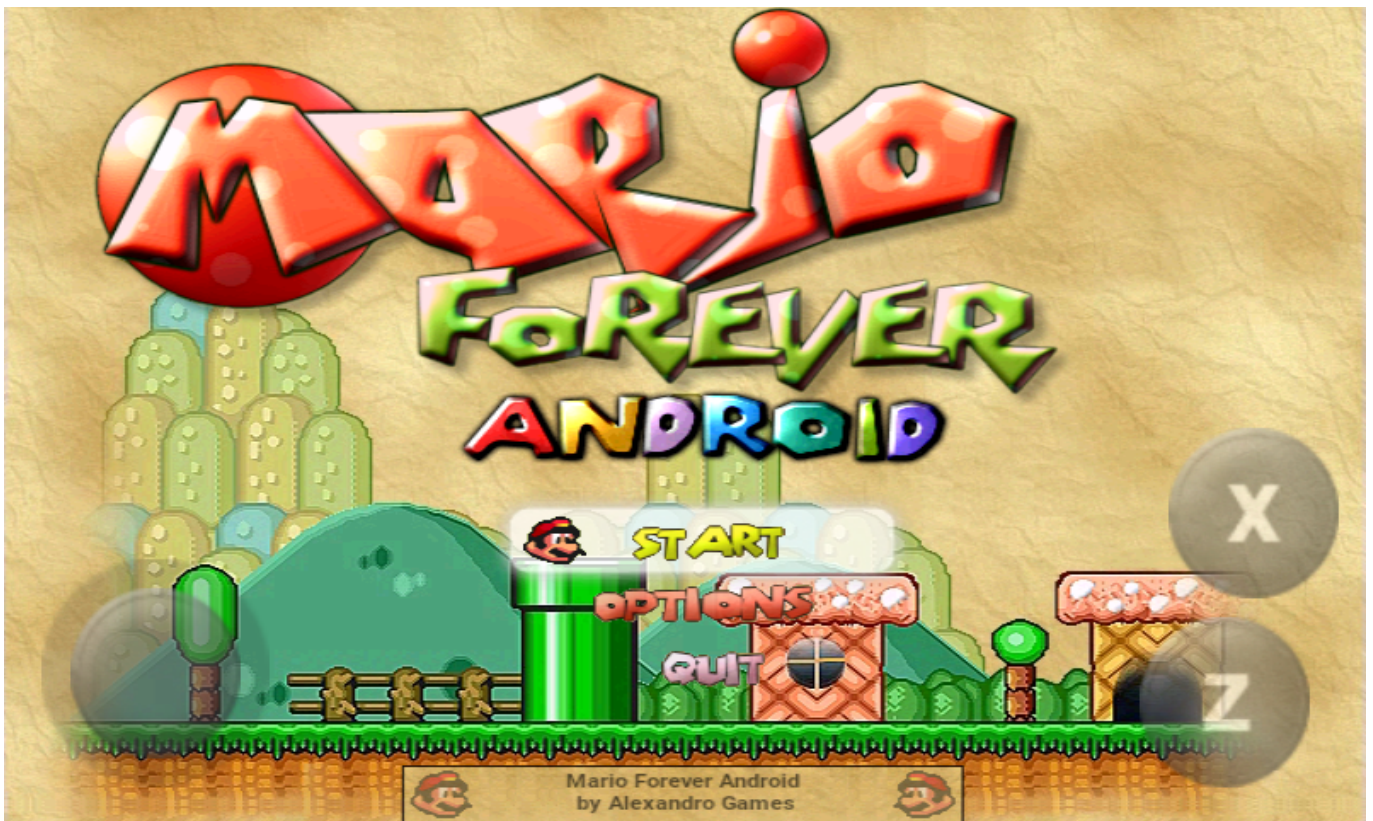 MARIO
FOREVER
ANDROID
START
OPTIONS
QUIT
X
Z
Mario Forever Android
by Alexandro Games